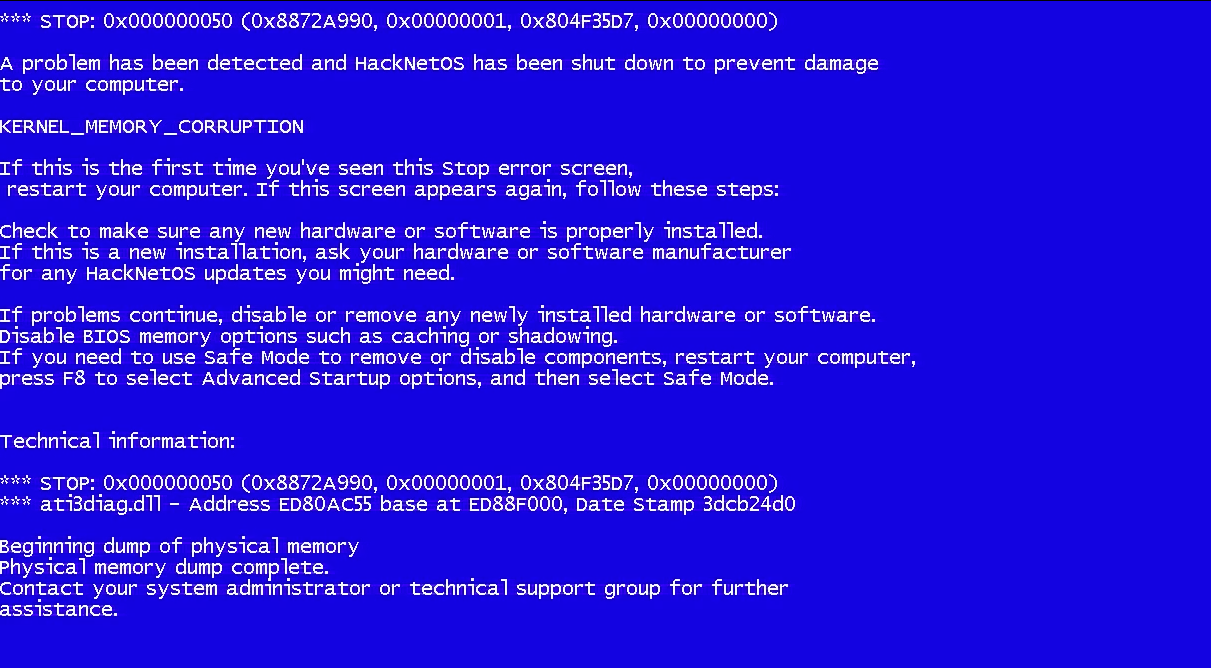 *** STOP: 0x000000050 (0x8872A990, 0x00000001, 0x804F35D7, 0x00000000)
A problem has been detected and HackNetOS has been shut down to prevent damage
to your computer.
KERNEL_MEMORY_CORRUPTION
If this is the first time you've seen this Stop error screen,
restart your computer. If this screen appears again, follow these steps:
Check to make sure any new hardware or software is properly installed.
If this is a new installation, ask your hardware or software manufacturer
for any HackNetOS updates you might need.
If problems continue, disable or remove any newly installed hardware or software.
Disable BIOS memory options such as caching or shadowing.
If you need to use Safe Mode to remove or disable components, restart your computer,
press F8 to select Advanced Startup options, and then select Safe Mode.
Technical information:
*** STOP: 0x000000050 (0x8872A990, 0x00000001, 0x804F35D7, 0x00000000)
*** ati3diag.dll – Address ED80AC55 base at ED88F000, Date Stamp 3dcb24d0
Beginning dump of physical memory
Physical memory dump complete.
Contact your system administrator or technical support group for further
assistance.